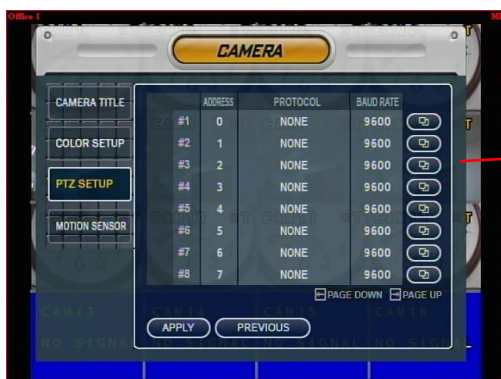 Office 1
CAMERA
CAMERA TITLE
COLOR SETUP
PTZ SETUP
MOTION SENSOR
ADDRESS PROTOCOL BAUD RATE
#1 0 NONE 9600
#2 1 NONE 9600
#3 2 NONE 9600
#4 3 NONE 9600
#5 4 NONE 9600
#6 5 NONE 9600
#7 6 NONE 9600
#8 7 NONE 9600
PAGE DOWN PAGE UP
APPLY PREVIOUS
CAM13 CAM14 CAM15 CAM16
NO SIGNAL NO SIGNAL NO SIGNAL NO SIGNAL